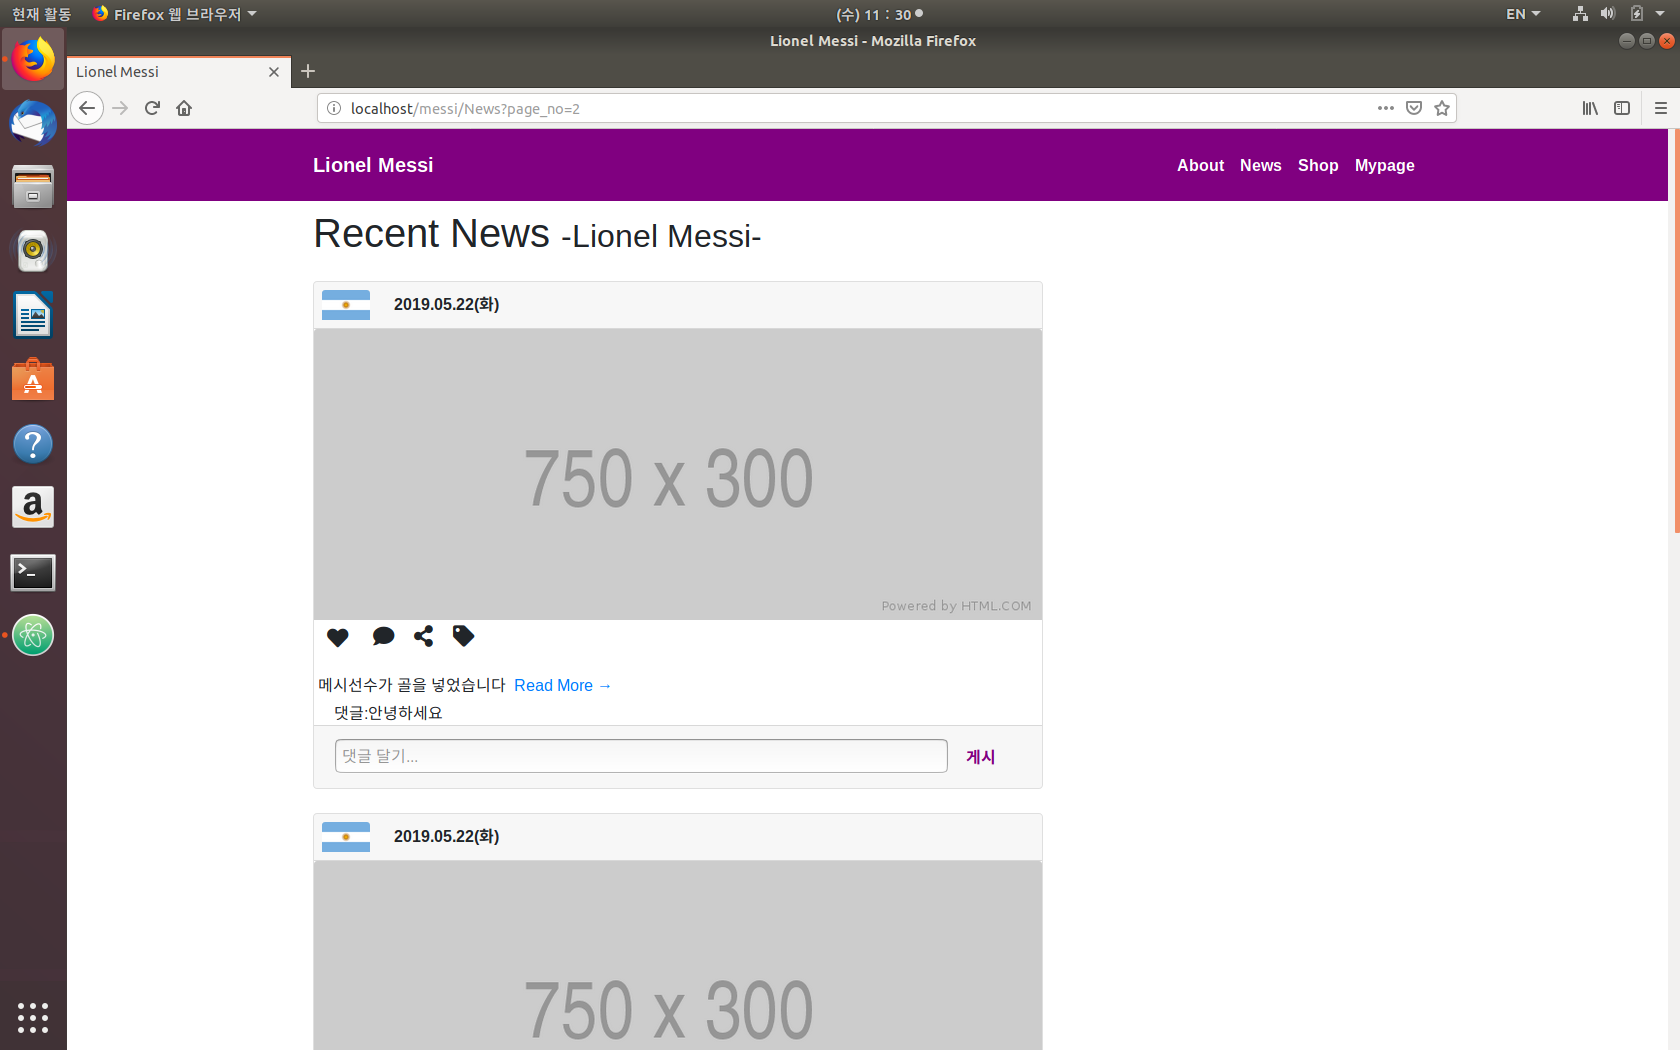 현재 활동 Firefox 웹 브라우저 (수) 11 : 30 EN
Lionel Messi - Mozilla Firefox
Lionel Messi
localhost/messi/News?page_no=2
Lionel Messi About News Shop Mypage
Recent News -Lionel Messi-
2019.05.22(화)
750 x 300
Powered by HTML.COM
메시선수가 골을 넣었습니다 Read More →
댓글:안녕하세요
댓글 달기... 게시
2019.05.22(화)
750 x 300